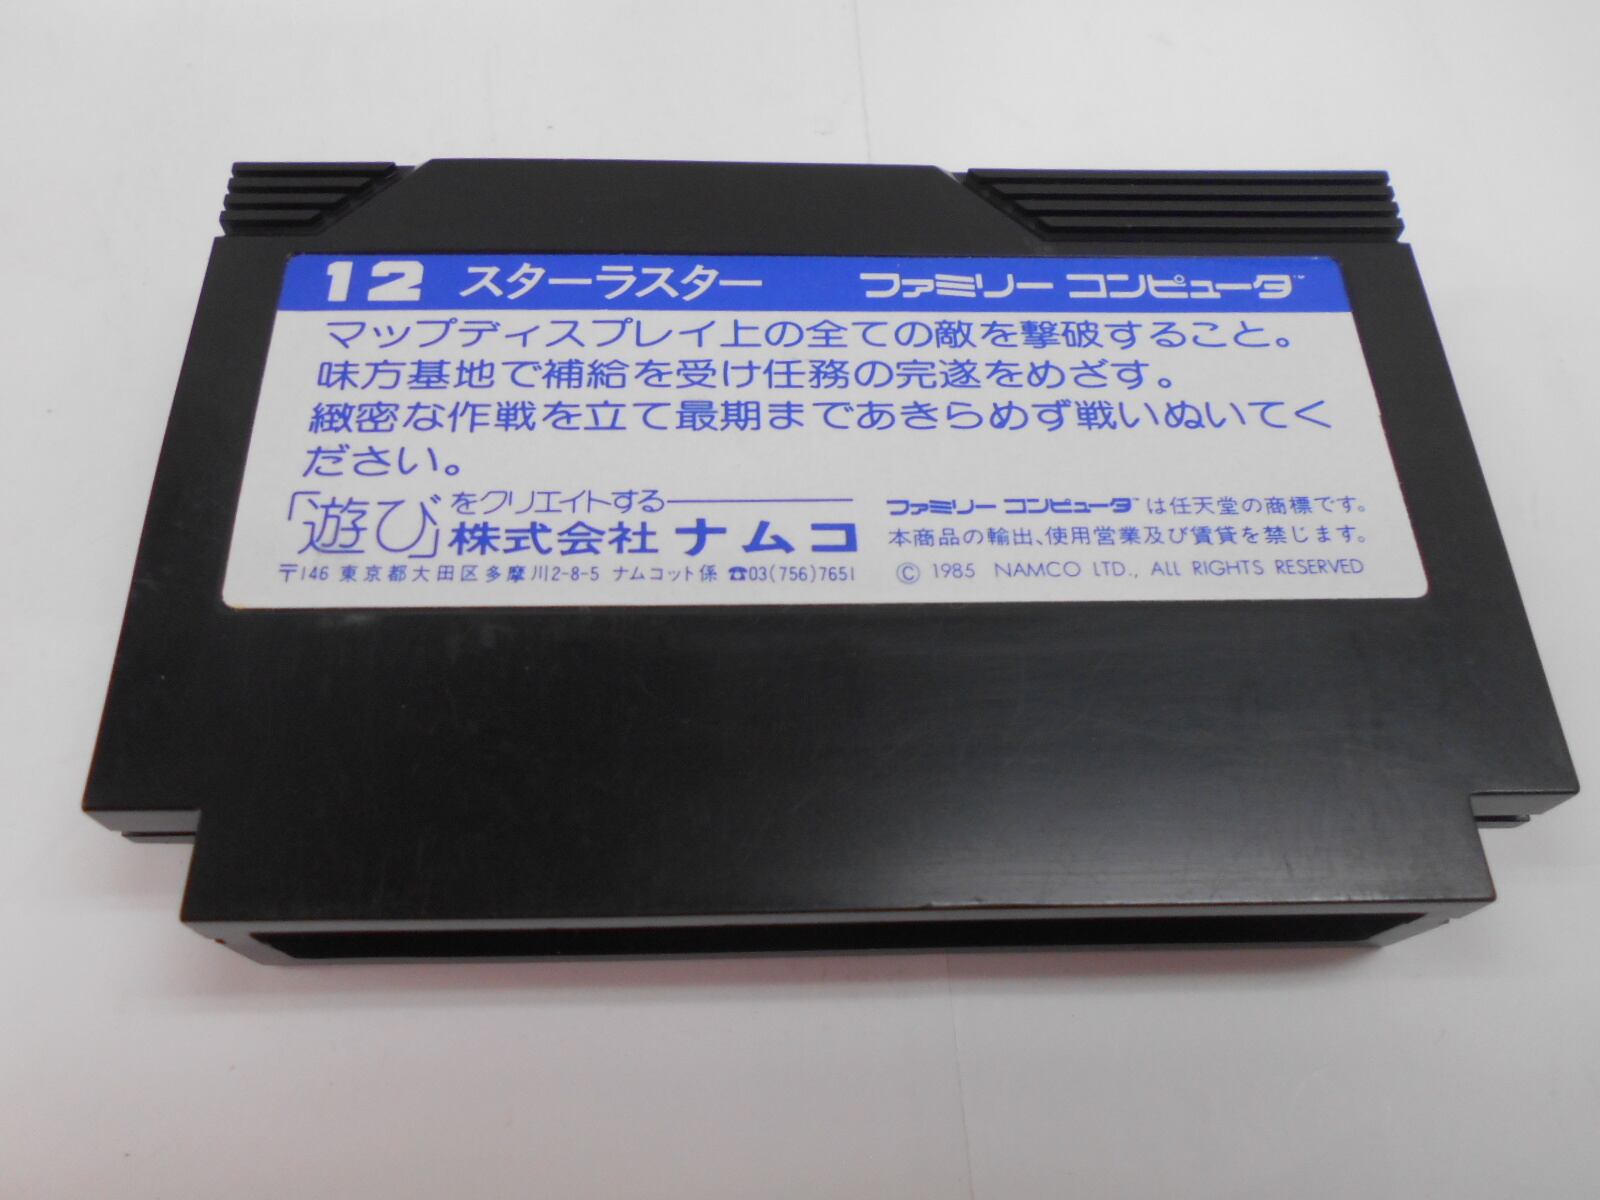 12 スターラスター ファミリー コンピュータ™
マップディスプレイ上の全ての敵を撃破すること。
味方基地で補給を受け任務の完遂をめざす。
緻密な作戦を立て最期まであきらめず戦いぬいてく
ださい。
「遊び」をクリエイトする
株式会社 ナムコ
〒146 東京都大田区多摩川2-8-5 ナムコット係 ☎03(756)7651
ファミリー コンピュータ™は任天堂の商標です。
本商品の輸出、使用営業及び賃貸を禁じます。
© 1985 NAMCO LTD., ALL RIGHTS RESERVED